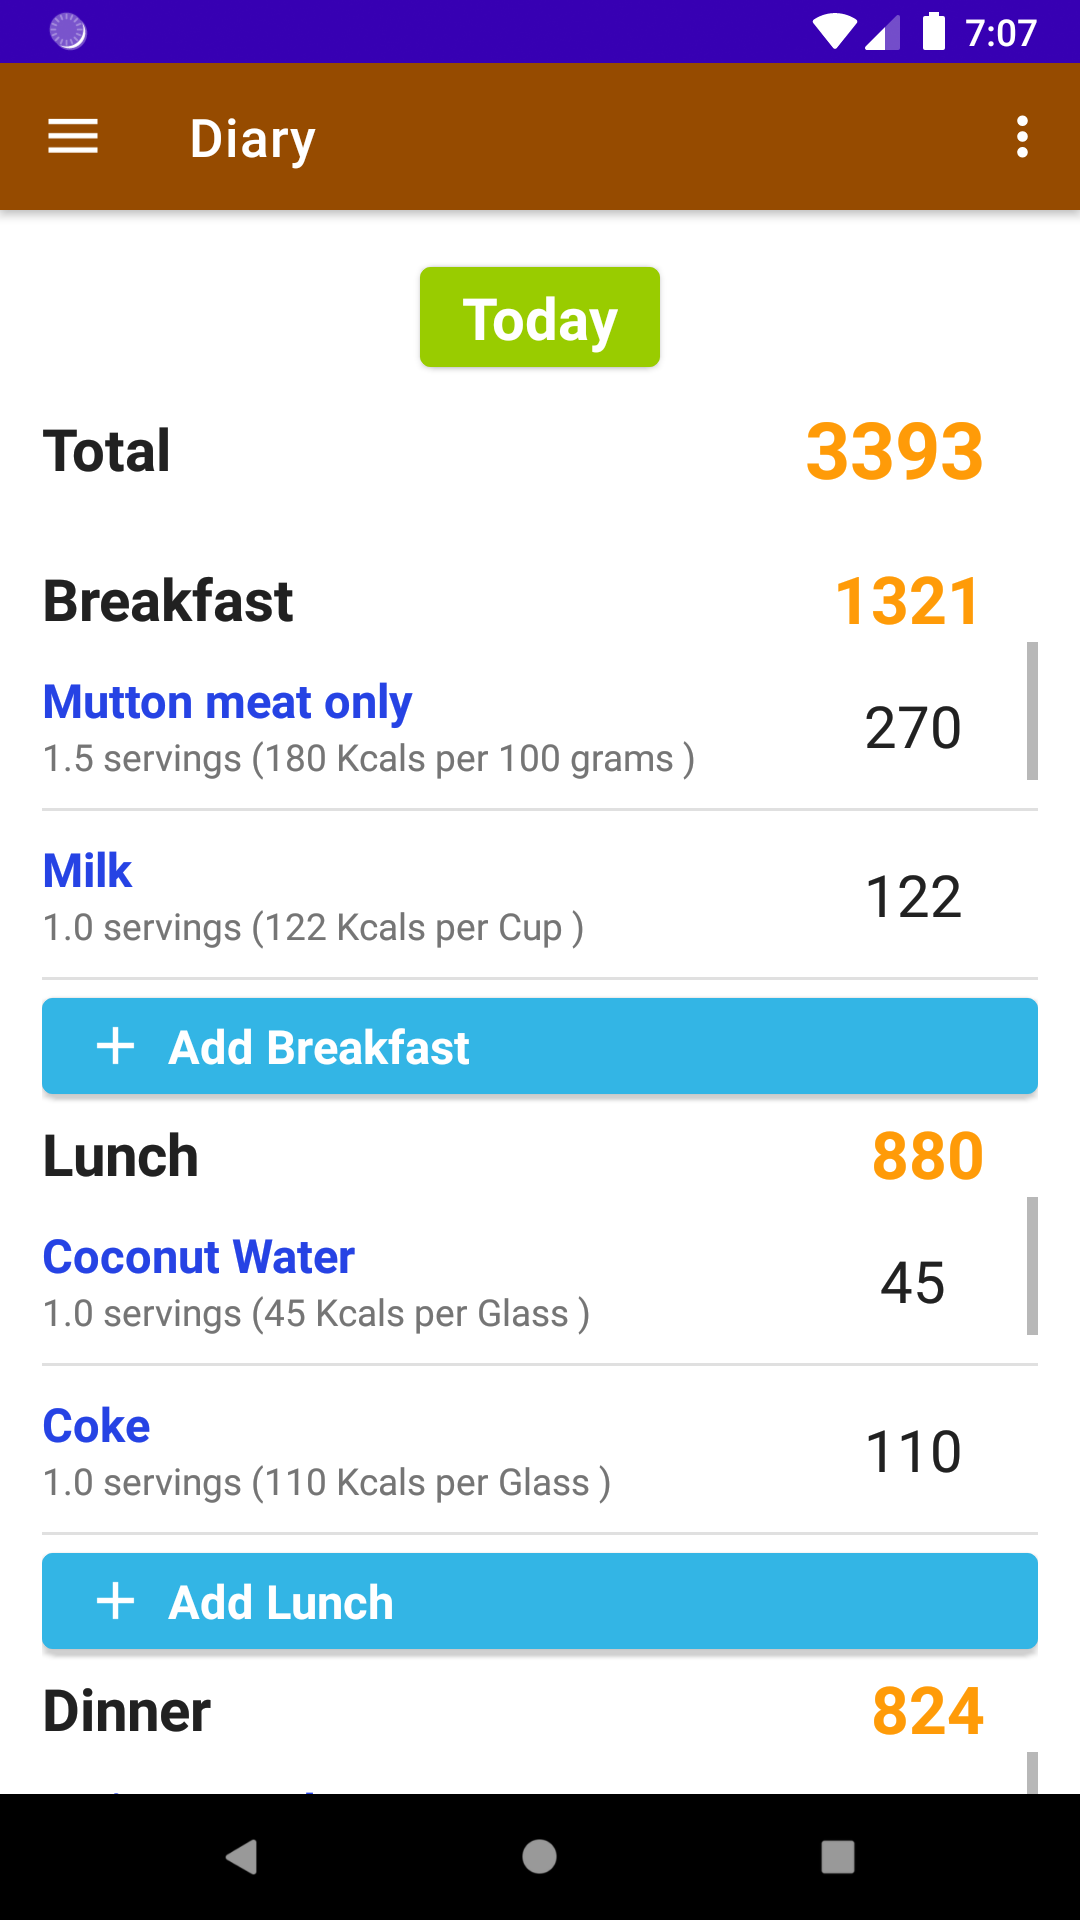 7:07
Diary
Today
Total 3393
Breakfast 1321
Mutton meat only
270
1.5 servings (180 Kcals per 100 grams )
Milk
122
1.0 servings (122 Kcals per Cup )
Add Breakfast
Lunch 880
Coconut Water
45
1.0 servings (45 Kcals per Glass )
Coke
110
1.0 servings (110 Kcals per Glass )
Add Lunch
Dinner 824